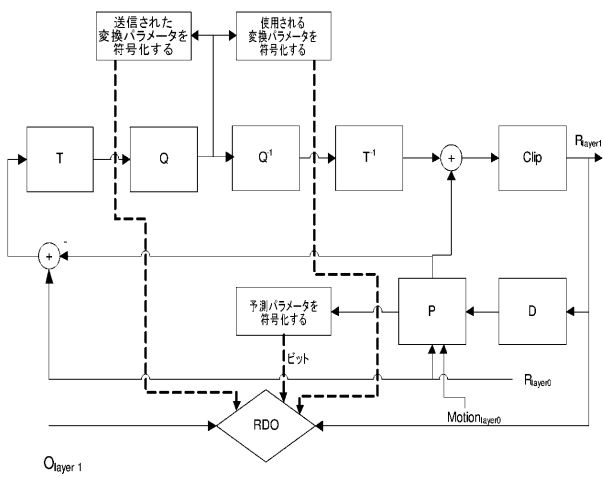 送信された
変換パラメータを
符号化する
使用される
変換パラメータを
符号化する
T
Q
Q-1
T-1
+
Clip
Rlayer1
+
-
予測パラメータを
符号化する
P
D
ビット
Rlayer0
Motionlayer0
RDO
Olayer 1